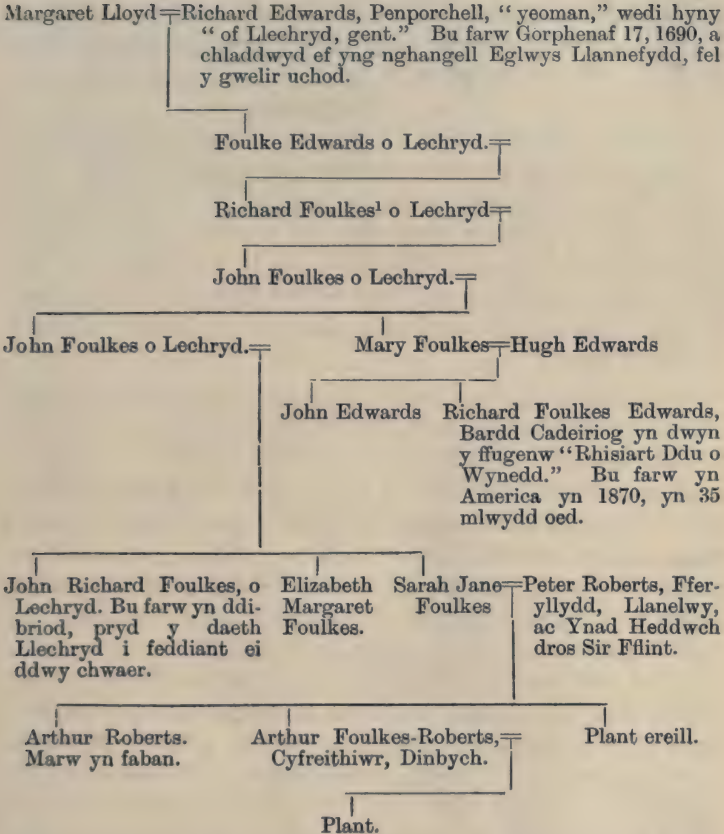 Margaret Lloyd Richard Edwards, Penporchell, “ yeoman,” wedi hyny
“ of Llechryd, gent.” Bu farw Gorphenaf 17, 1690, a
chladdwyd ef yng nghangell Eglwys Llannefydd, fel
y gwelir uchod.
Foulke Edwards o Lechryd.
Richard Foulkes¹ o Lechryd
John Foulkes o Lechryd.
John Foulkes o Lechryd. Mary Foulkes Hugh Edwards
John Edwards
Richard Foulkes Edwards,
Bardd Cadeiriog yn dwyn
y ffugenw “Rhisiart Ddu o
Wynedd.” Bu farw yn
America yn 1870, yn 35
mlwydd oed.
John Richard Foulkes, o
Lechryd. Bu farw yn ddi-
briod, pryd y daeth
Llechryd i feddiant ei
ddwy chwaer.
Elizabeth
Margaret
Foulkes.
Sarah Jane
Foulkes
Peter Roberts, Ffer-
yllydd, Llanelwy,
ac Ynad Heddwch
dros Sir Fflint.
Arthur Roberts.
Marw yn faban.
Arthur Foulkes-Roberts,
Cyfreithiwr, Dinbych.
Plant ereill.
Plant.